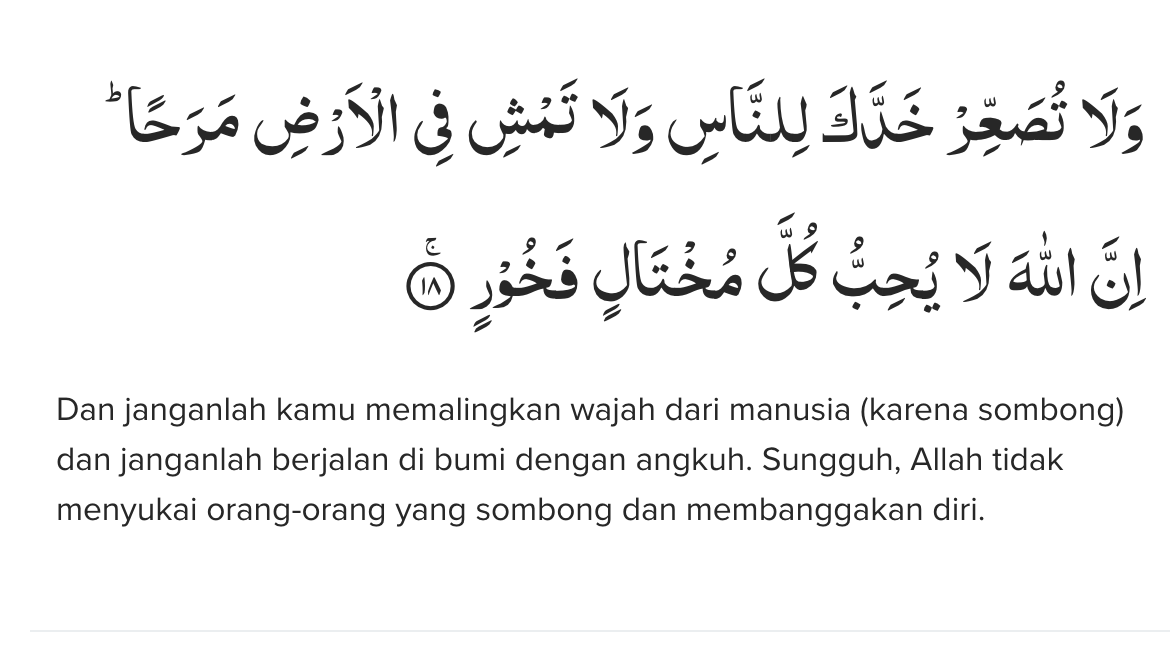 وَلَا تُصَعِّرْ خَدَّكَ لِلنَّاسِ وَلَا تَمْشِ فِى الْاَرْضِ مَرَحًاۗ
اِنَّ اللّٰهَ لَا يُحِبُّ كُلَّ مُخْتَالٍ فَخُوْرٍۚ ١٨
Dan janganlah kamu memalingkan wajah dari manusia (karena sombong)
dan janganlah berjalan di bumi dengan angkuh. Sungguh, Allah tidak
menyukai orang-orang yang sombong dan membanggakan diri.